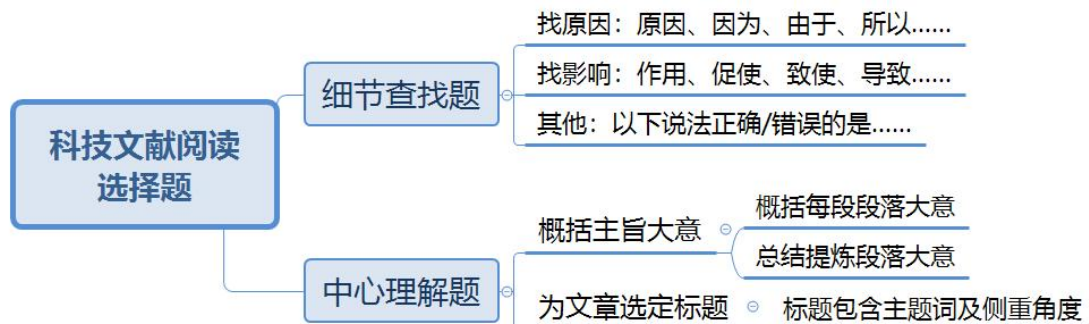 科技文献阅读
选择题
细节查找题
找原因：原因、因为、由于、所以……
找影响：作用、促使、致使、导致……
其他：以下说法正确/错误的是……
中心理解题
概括主旨大意
概括每段段落大意
总结提炼段落大意
为文章选定标题
标题包含主题词及侧重角度